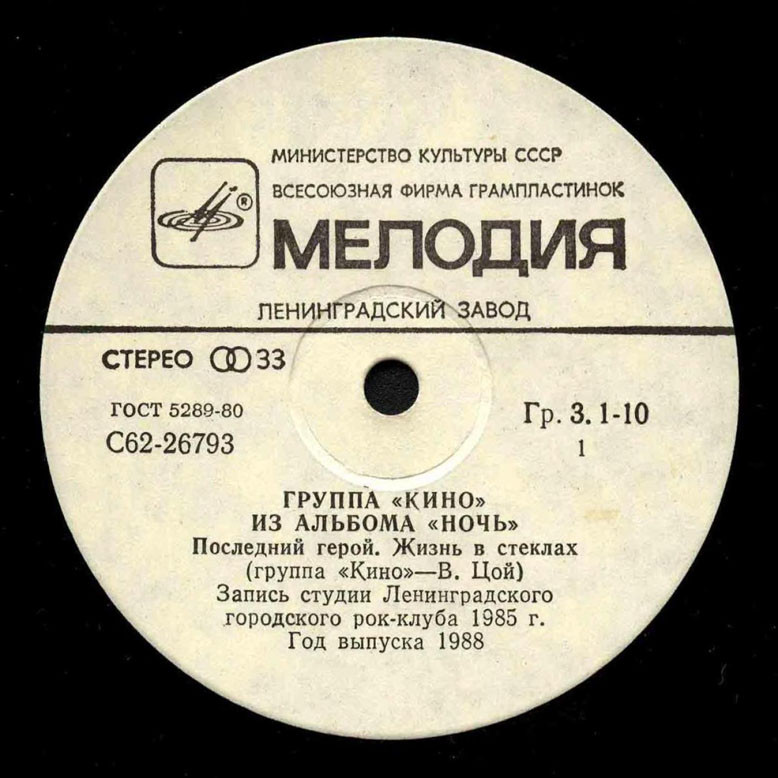 МИНИСТЕРСТВО КУЛЬТУРЫ СССР
ВСЕСОЮЗНАЯ ФИРМА ГРАМПЛАСТИНОК
®
МЕЛОДИЯ
ЛЕНИНГРАДСКИЙ ЗАВОД
СТЕРЕО 33
ГОСТ 5289-80
С62-26793
Гр. 3. 1-10
1
ГРУППА «КИНО»
ИЗ АЛЬБОМА «НОЧЬ»
Последний герой. Жизнь в стеклах
(группа «Кино»—В. Цой)
Запись студии Ленинградского
городского рок-клуба 1985 г.
Год выпуска 1988